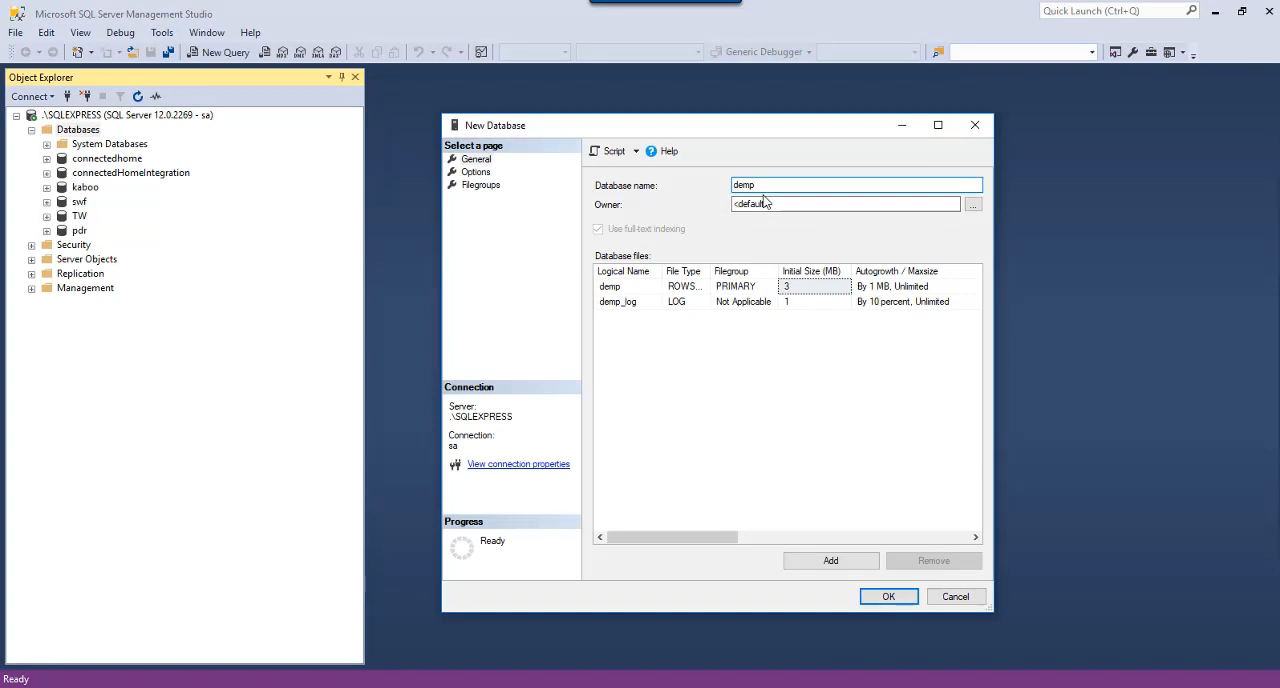 Microsoft SQL Server Management Studio
Quick Launch (Ctrl+Q)
File Edit View Debug Tools Window Help
New Query
Generic Debugger
Object Explorer
Connect
.\SQLEXPRESS (SQL Server 12.0.2269 - sa)
Databases
System Databases
connectedhome
connectedHomeIntegration
kaboo
swf
TW
pdr
Security
Server Objects
Replication
Management
New Database
Select a page
General
Options
Filegroups
Connection
Server:
.\SQLEXPRESS
Connection:
sa
View connection properties
Progress
Ready
Script Help
Database name: demp
Owner: <default>
...
Use full-text indexing
Database files:
Logical Name File Type Filegroup Initial Size (MB) Autogrowth / Maxsize
demp ROWS... PRIMARY 3 By 1 MB, Unlimited
demp_log LOG Not Applicable 1 By 10 percent, Unlimited
Add Remove
OK Cancel
Ready